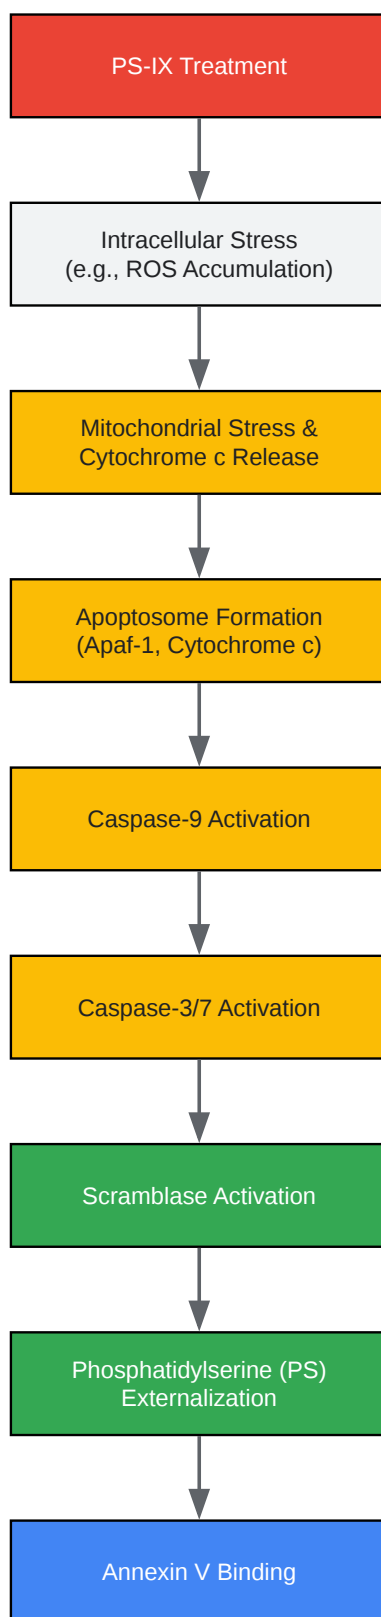 PS-IX Treatment
Intracellular Stress
(e.g., ROS Accumulation)
Mitochondrial Stress &
Cytochrome c Release
Apoptosome Formation
(Apaf-1, Cytochrome c)
Caspase-9 Activation
Caspase-3/7 Activation
Scramblase Activation
Phosphatidylserine (PS)
Externalization
Annexin V Binding